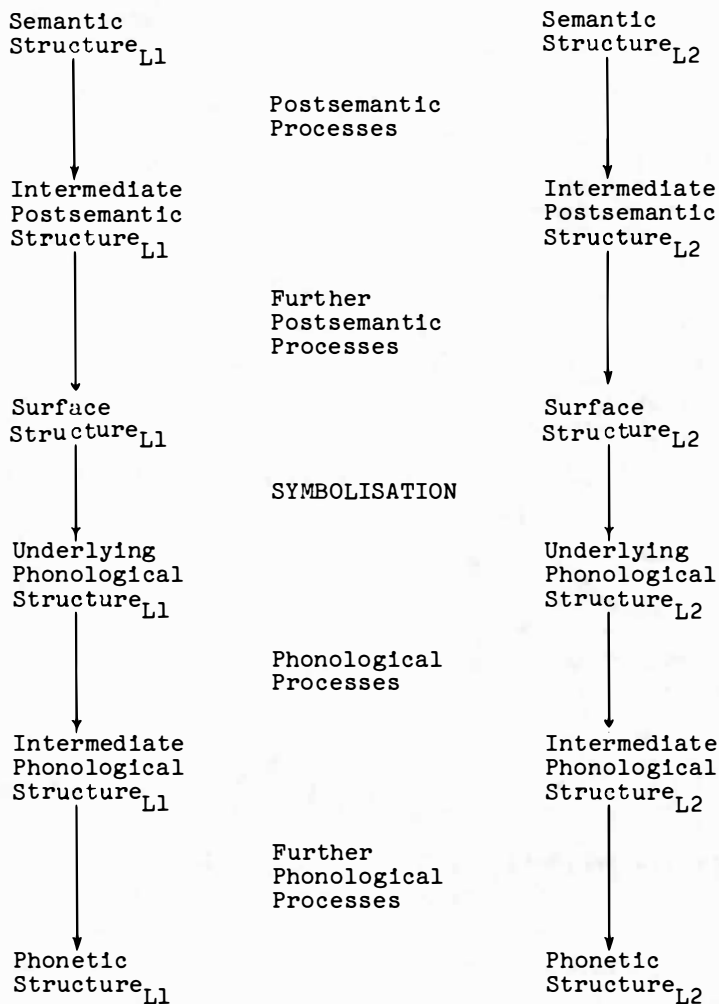 Semantic Semantic
Structure_L1 Structure_L2
Postsemantic
Processes
Intermediate Intermediate
Postsemantic Postsemantic
Structure_L1 Structure_L2
Further
Postsemantic
Processes
Surface Surface
Structure_L1 Structure_L2
SYMBOLISATION
Underlying Underlying
Phonological Phonological
Structure_L1 Structure_L2
Phonological
Processes
Intermediate Intermediate
Phonological Phonological
Structure_L1 Structure_L2
Further
Phonological
Processes
Phonetic Phonetic
Structure_L1 Structure_L2